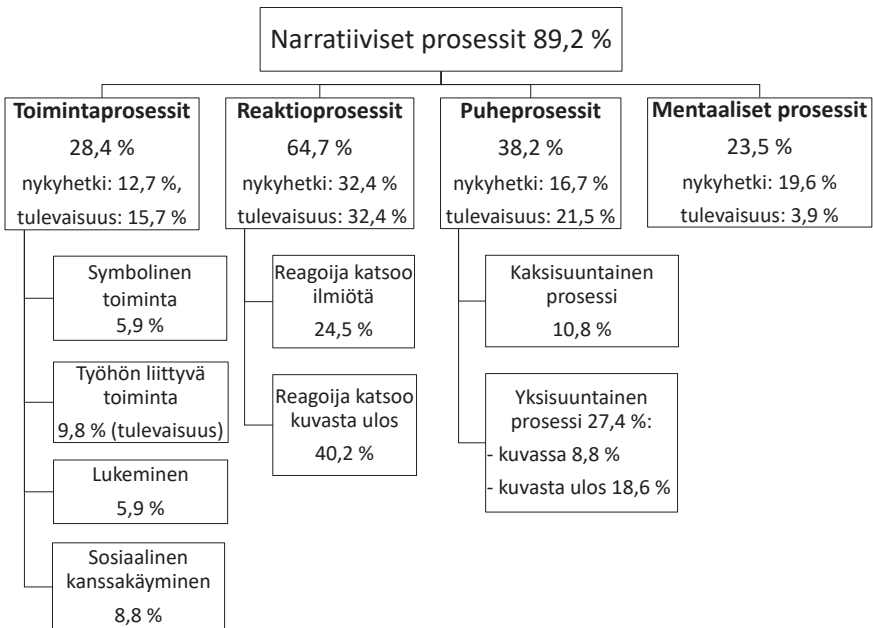 Narratiiviset prosessit 89,2 %
Toimintaprosessit
28,4 %
nykyhetki: 12,7 %,
tulevaisuus: 15,7 %
Reaktioprosessit
64,7 %
nykyhetki: 32,4 %
tulevaisuus: 32,4 %
Puheprosessit
38,2 %
nykyhetki: 16,7 %
tulevaisuus: 21,5 %
Mentaaliset prosessit
23,5 %
nykyhetki: 19,6 %
tulevaisuus: 3,9 %
Symbolinen
toiminta
5,9 %
Työhön liittyvä
toiminta
9,8 % (tulevaisuus)
Lukeminen
5,9 %
Sosiaalinen
kanssakäyminen
8,8 %
Reagoija katsoo
ilmiötä
24,5 %
Reagoija katsoo
kuvasta ulos
40,2 %
Kaksisuuntainen
prosessi
10,8 %
Yksisuuntainen
prosessi 27,4 %:
- kuvassa 8,8 %
- kuvasta ulos 18,6 %